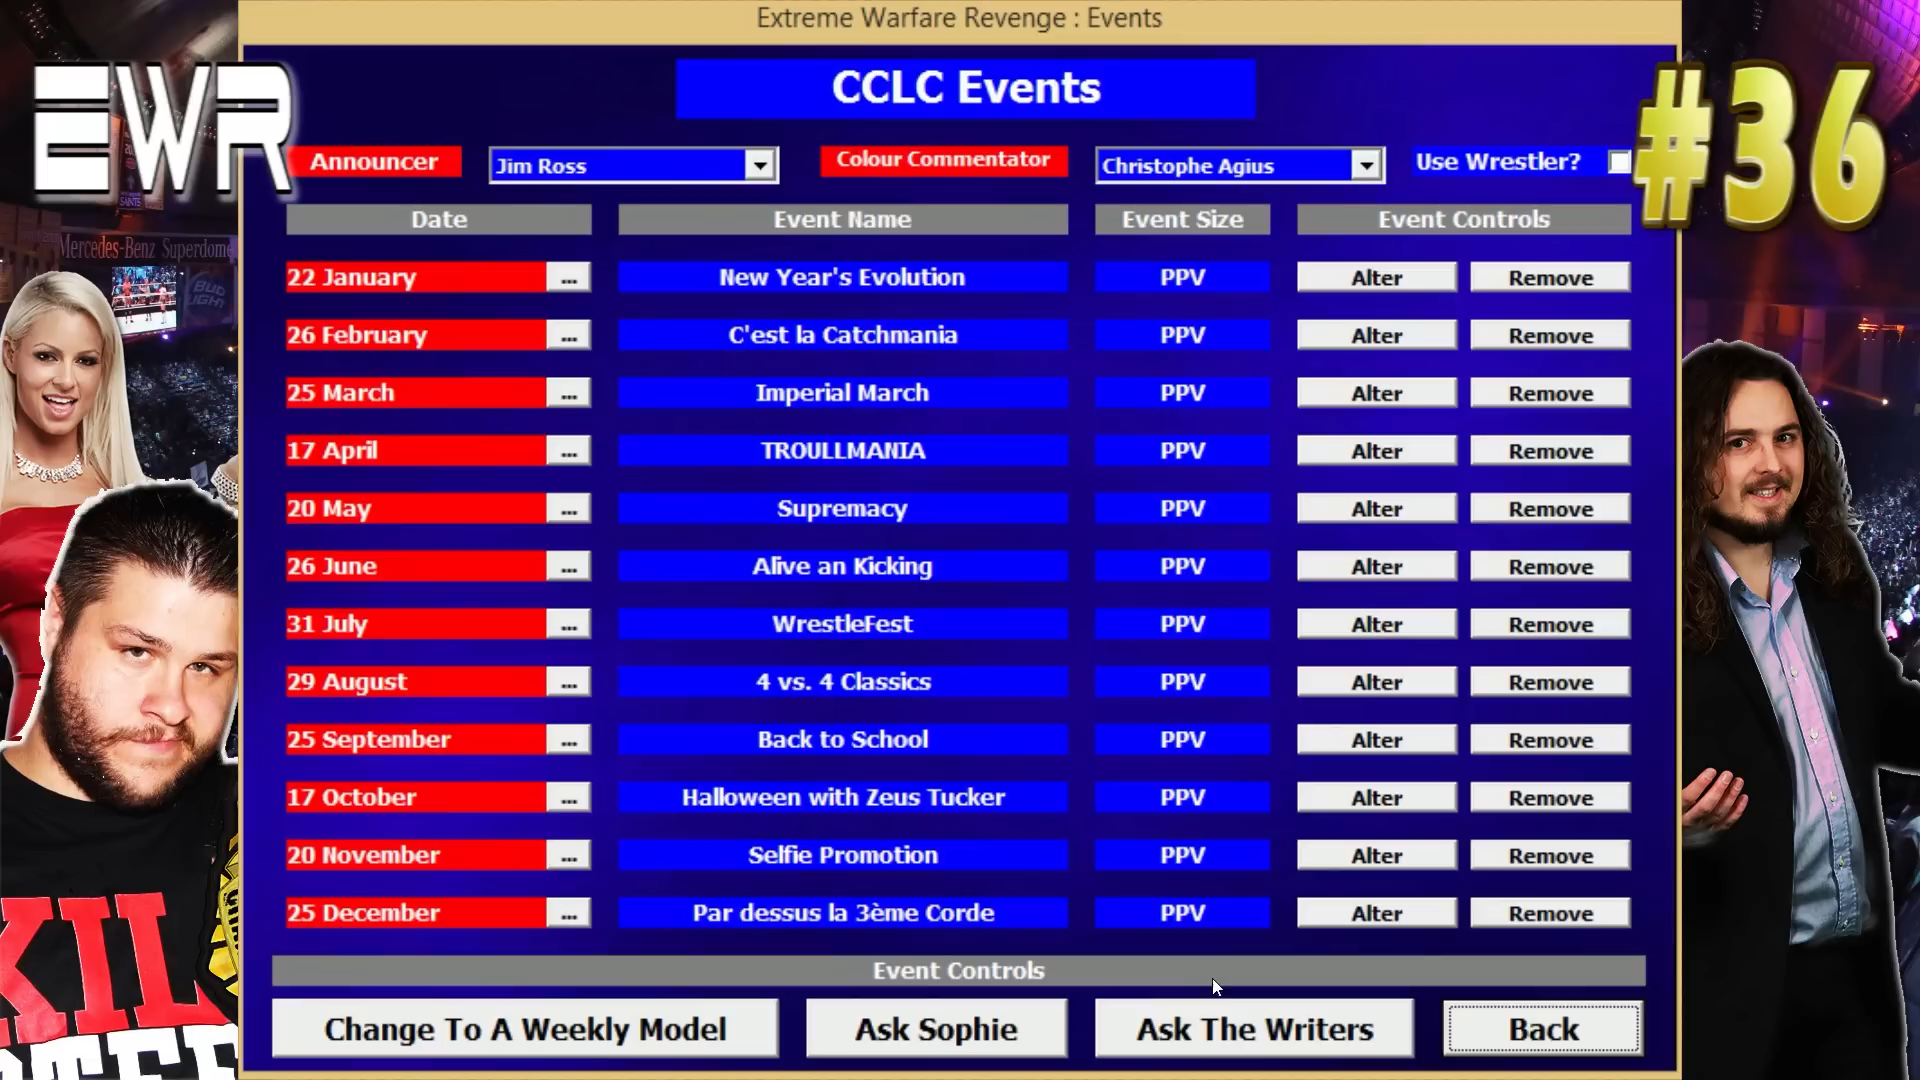 Extreme Warfare Revenge : Events
EWR
CCLC Events
#36
Announcer
Jim Ross
Colour Commentator
Christophe Agius
Use Wrestler?
Date
Event Name
Event Size
Event Controls
22 January ... New Year's Evolution PPV Alter Remove
26 February ... C'est la Catchmania PPV Alter Remove
25 March ... Imperial March PPV Alter Remove
17 April ... TROULLMANIA PPV Alter Remove
20 May ... Supremacy PPV Alter Remove
26 June ... Alive an Kicking PPV Alter Remove
31 July ... WrestleFest PPV Alter Remove
29 August ... 4 vs. 4 Classics PPV Alter Remove
25 September ... Back to School PPV Alter Remove
17 October ... Halloween with Zeus Tucker PPV Alter Remove
20 November ... Selfie Promotion PPV Alter Remove
25 December ... Par dessus la 3ème Corde PPV Alter Remove
Event Controls
Change To A Weekly Model
Ask Sophie
Ask The Writers
Back
Mercedes-Benz Superdome
BUD LIGHT
SAINTS
KIL